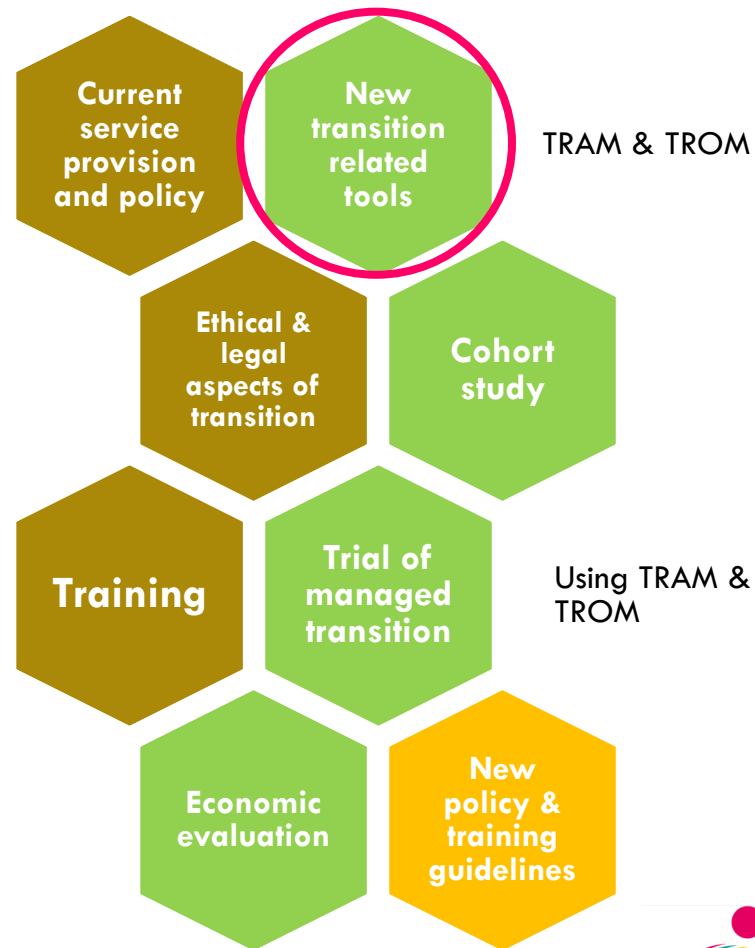 Current
service
provision
and policy
New
transition
related
tools
TRAM & TROM
Ethical &
legal
aspects of
transition
Cohort
study
Training
Trial of
managed
transition
Using TRAM &
TROM
Economic
evaluation
New
policy &
training
guidelines